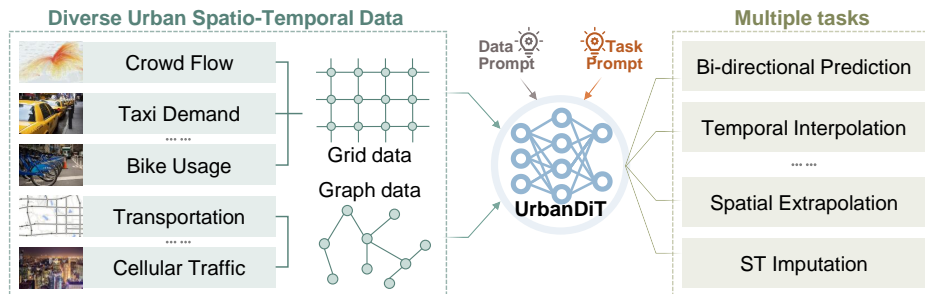 Diverse Urban Spatio-Temporal Data
Crowd Flow
Taxi Demand
... ...
Bike Usage
Transportation
... ...
Cellular Traffic
Grid data
Graph data
Data
Prompt
Task
Prompt
UrbanDiT
Multiple tasks
Bi-directional Prediction
Temporal Interpolation
... ...
Spatial Extrapolation
ST Imputation